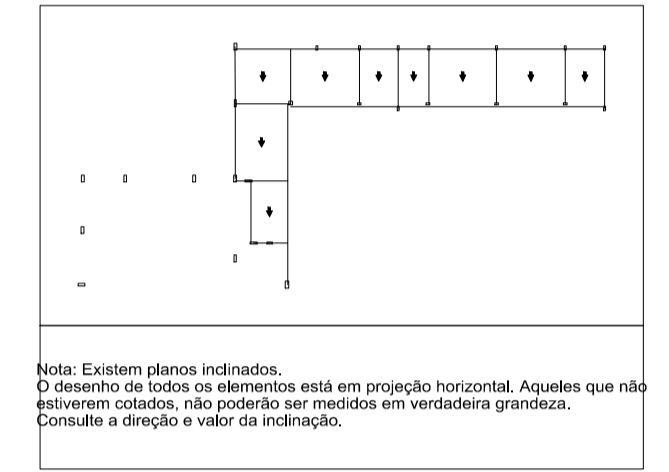 Nota: Existem planos inclinados.
O desenho de todos os elementos está em projeção horizontal. Aqueles que não
estiverem cotados, não poderão ser medidos em verdadeira grandeza.
Consulte a direção e valor da inclinação.